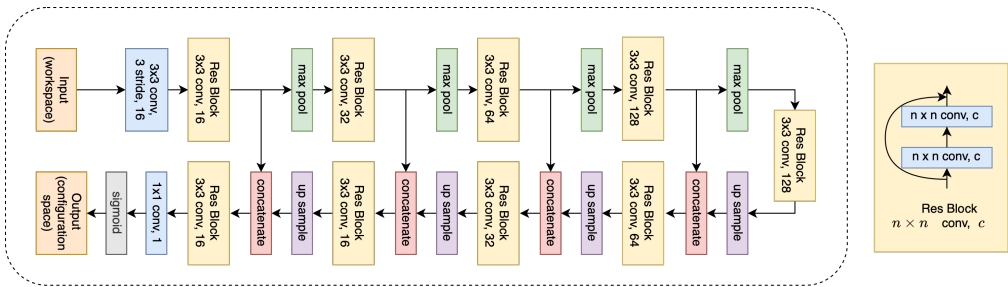 Input
(workspace)
3x3 conv,
3 stride, 16
Res Block
3x3 conv, 16
max pool
Res Block
3x3 conv, 32
max pool
Res Block
3x3 conv, 64
max pool
Res Block
3x3 conv, 128
max pool
Res Block
3x3 conv, 128
up sample
concatenate
Res Block
3x3 conv, 64
up sample
concatenate
Res Block
3x3 conv, 32
up sample
concatenate
Res Block
3x3 conv, 16
up sample
concatenate
Res Block
3x3 conv, 16
1x1 conv, 1
sigmoid
Output
(configuration
space)
n x n conv, c
n x n conv, c
Res Block
n × n conv, c